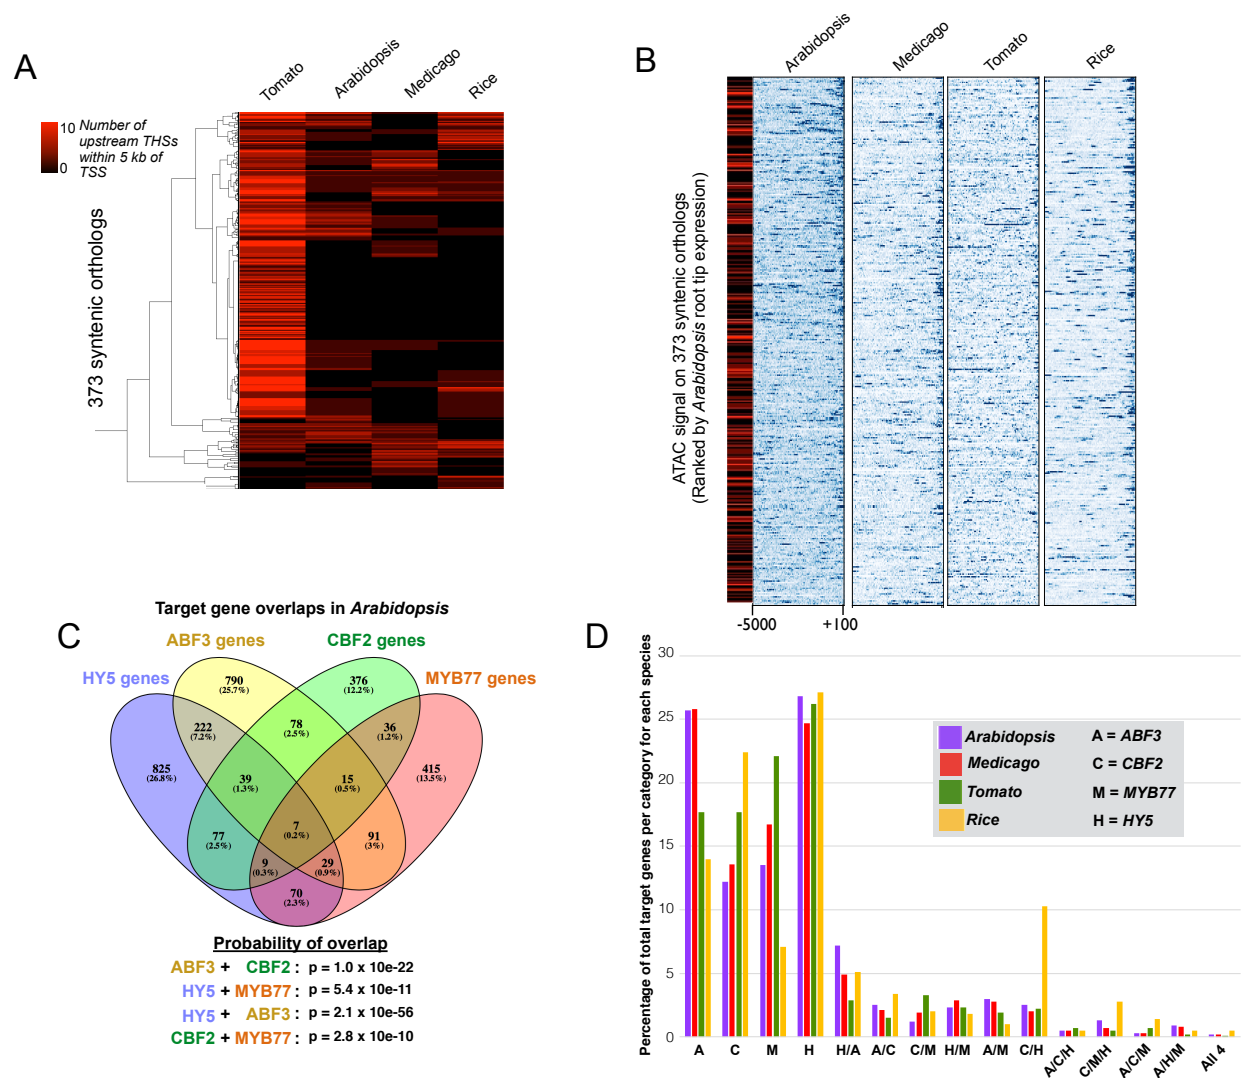 A
Tomato
Arabidopsis
Medicago
Rice
10
0
Number of
upstream THSs
within 5 kb of
TSS
373 syntenic orthologs
B
Arabidopsis
Medicago
Tomato
Rice
ATAC signal on 373 syntenic orthologs
(Ranked by Arabidopsis root tip expression)
-5000
+100
C
Target gene overlaps in Arabidopsis
ABF3 genes
CBF2 genes
HY5 genes
MYB77 genes
790
(25.7%)
376
(12.2%)
222
(7.2%)
78
(2.5%)
36
(1.2%)
825
(26.8%)
39
(1.3%)
15
(0.5%)
415
(13.5%)
77
(2.5%)
7
(0.2%)
91
(3%)
9
(0.3%)
29
(0.9%)
70
(2.3%)
Probability of overlap
ABF3 + CBF2 : p = 1.0 x 10e-22
HY5 + MYB77 : p = 5.4 x 10e-11
HY5 + ABF3 : p = 2.1 x 10e-56
CBF2 + MYB77 : p = 2.8 x 10e-10
D
Percentage of total target genes per category for each species
30
25
20
15
10
5
0
Arabidopsis
Medicago
Tomato
Rice
A = ABF3
C = CBF2
M = MYB77
H = HY5
A
C
M
H
H/A
A/C
C/M
H/M
A/M
C/H
A/C/H
C/M/H
A/C/M
A/H/M
All 4